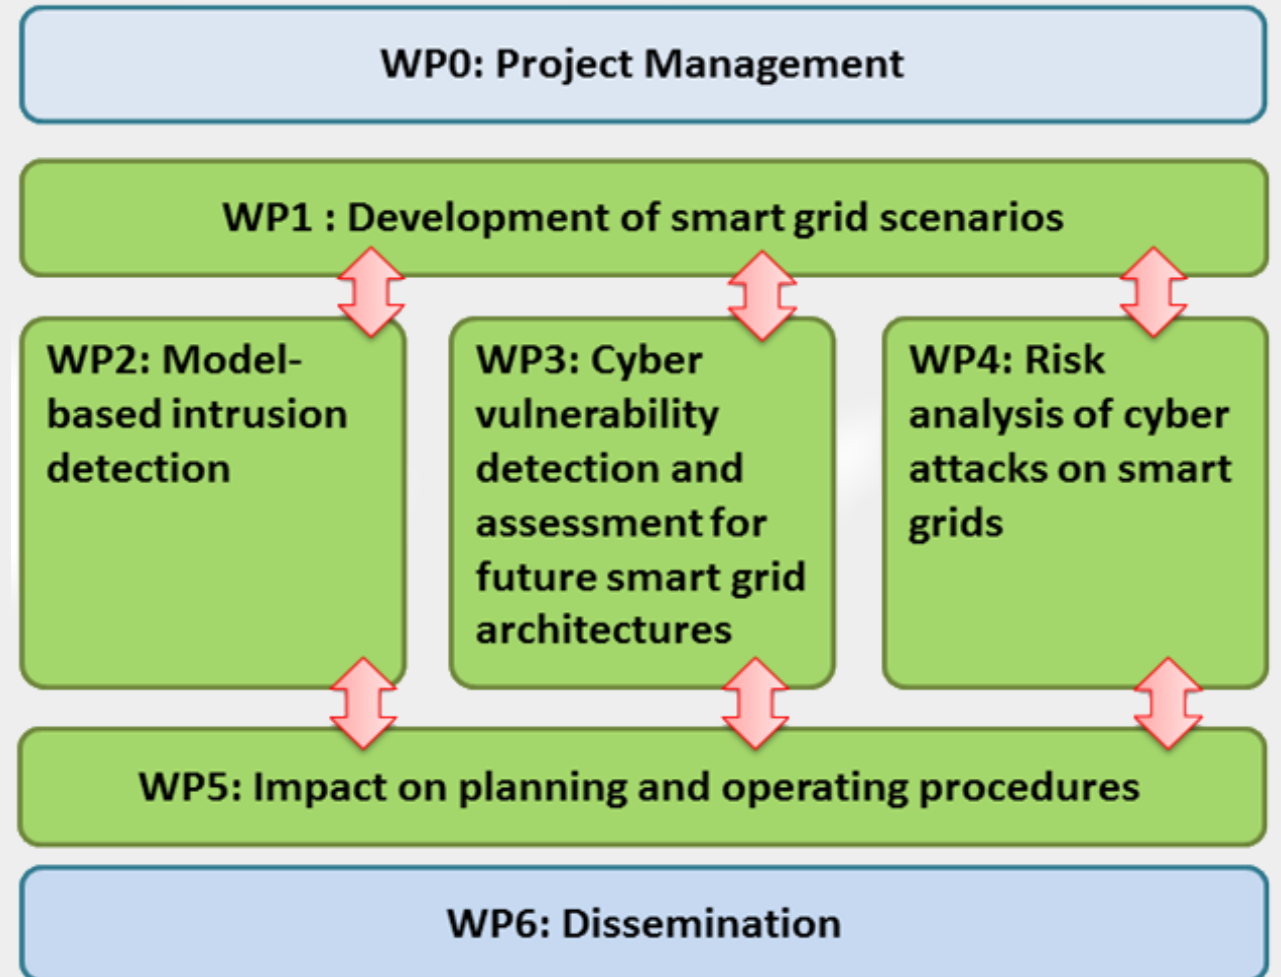 WP0: Project Management
WP1 : Development of smart grid scenarios
WP2: Model-
based intrusion
detection
WP3: Cyber
vulnerability
detection and
assessment for
future smart grid
architectures
WP4: Risk
analysis of cyber
attacks on smart
grids
WP5: Impact on planning and operating procedures
WP6: Dissemination